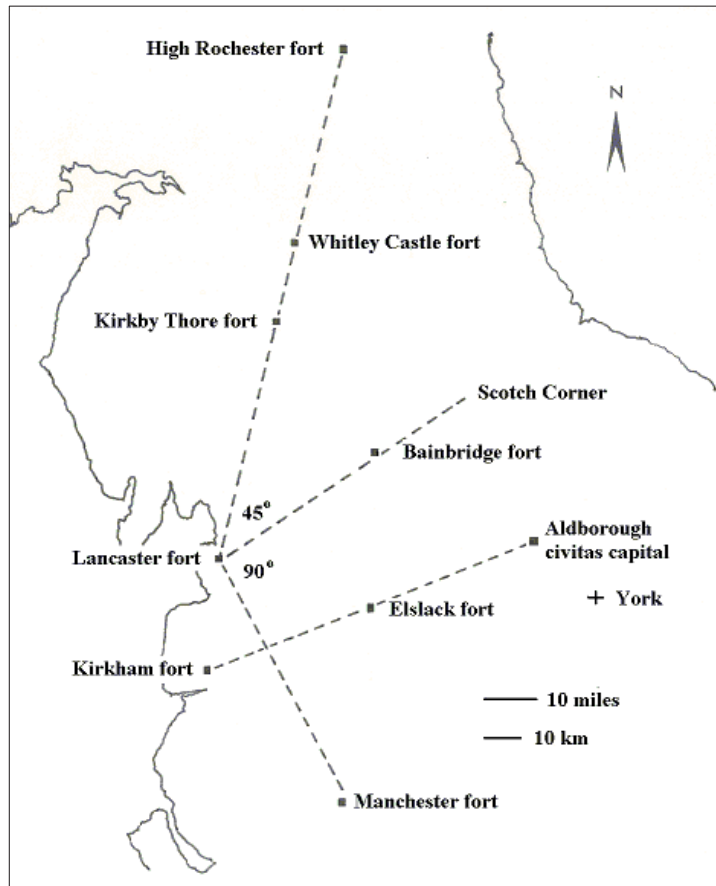 High Rochester fort
N
Whitley Castle fort
Kirkby Thore fort
Scotch Corner
Bainbridge fort
45°
Aldborough
civitas capital
Lancaster fort
90°
York
Elslack fort
Kirkham fort
10 miles
10 km
Manchester fort